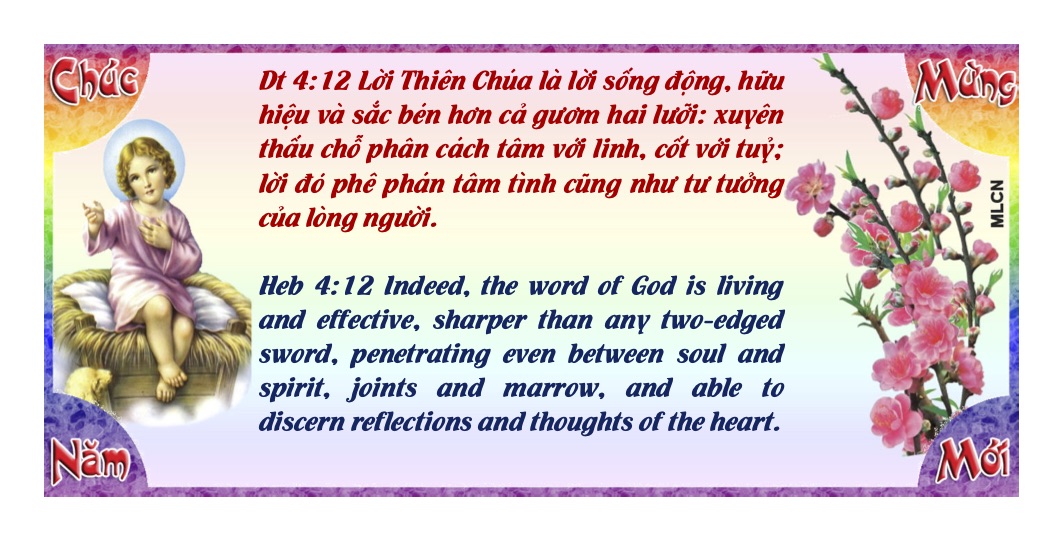 Chúc
Mừng
Dt 4:12 Lời Thiên Chúa là lời sống động, hữu
hiệu và sắc bén hơn cả gươm hai lưỡi: xuyên
thấu chỗ phân cách tâm với linh, cốt với tuỷ;
lời đó phê phán tâm tình cũng như tư tưởng
của lòng người.
MLCN
Heb 4:12 Indeed, the word of God is living
and effective, sharper than any two-edged
sword, penetrating even between soul and
spirit, joints and marrow, and able to
discern reflections and thoughts of the heart.
Năm
Mới